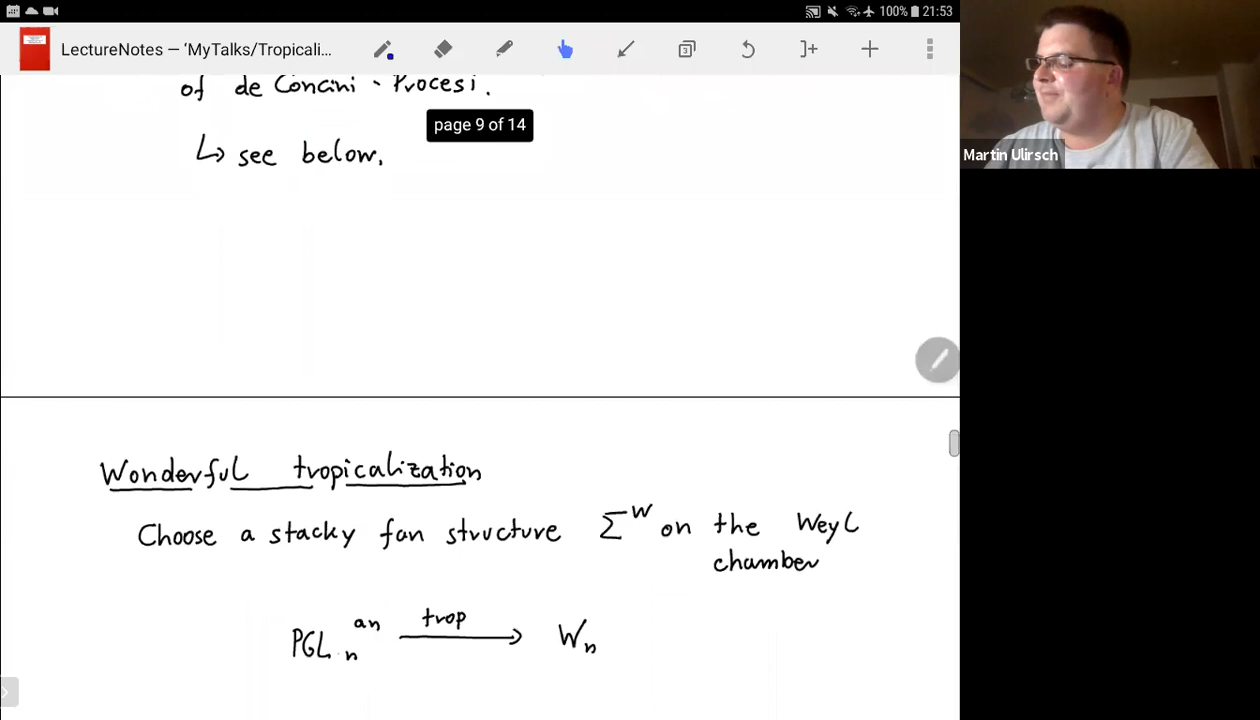 100% 21:53
LectureNotes – 'MyTalks/Tropicali...
of de Concini - Procesi.
page 9 of 14
↳ see below.
Martin Ulirsch
Wonderful tropicalization
Choose a stacky fan structure Σ^W on the Weyl
chamber
PGL_n^an —trop→ W_n